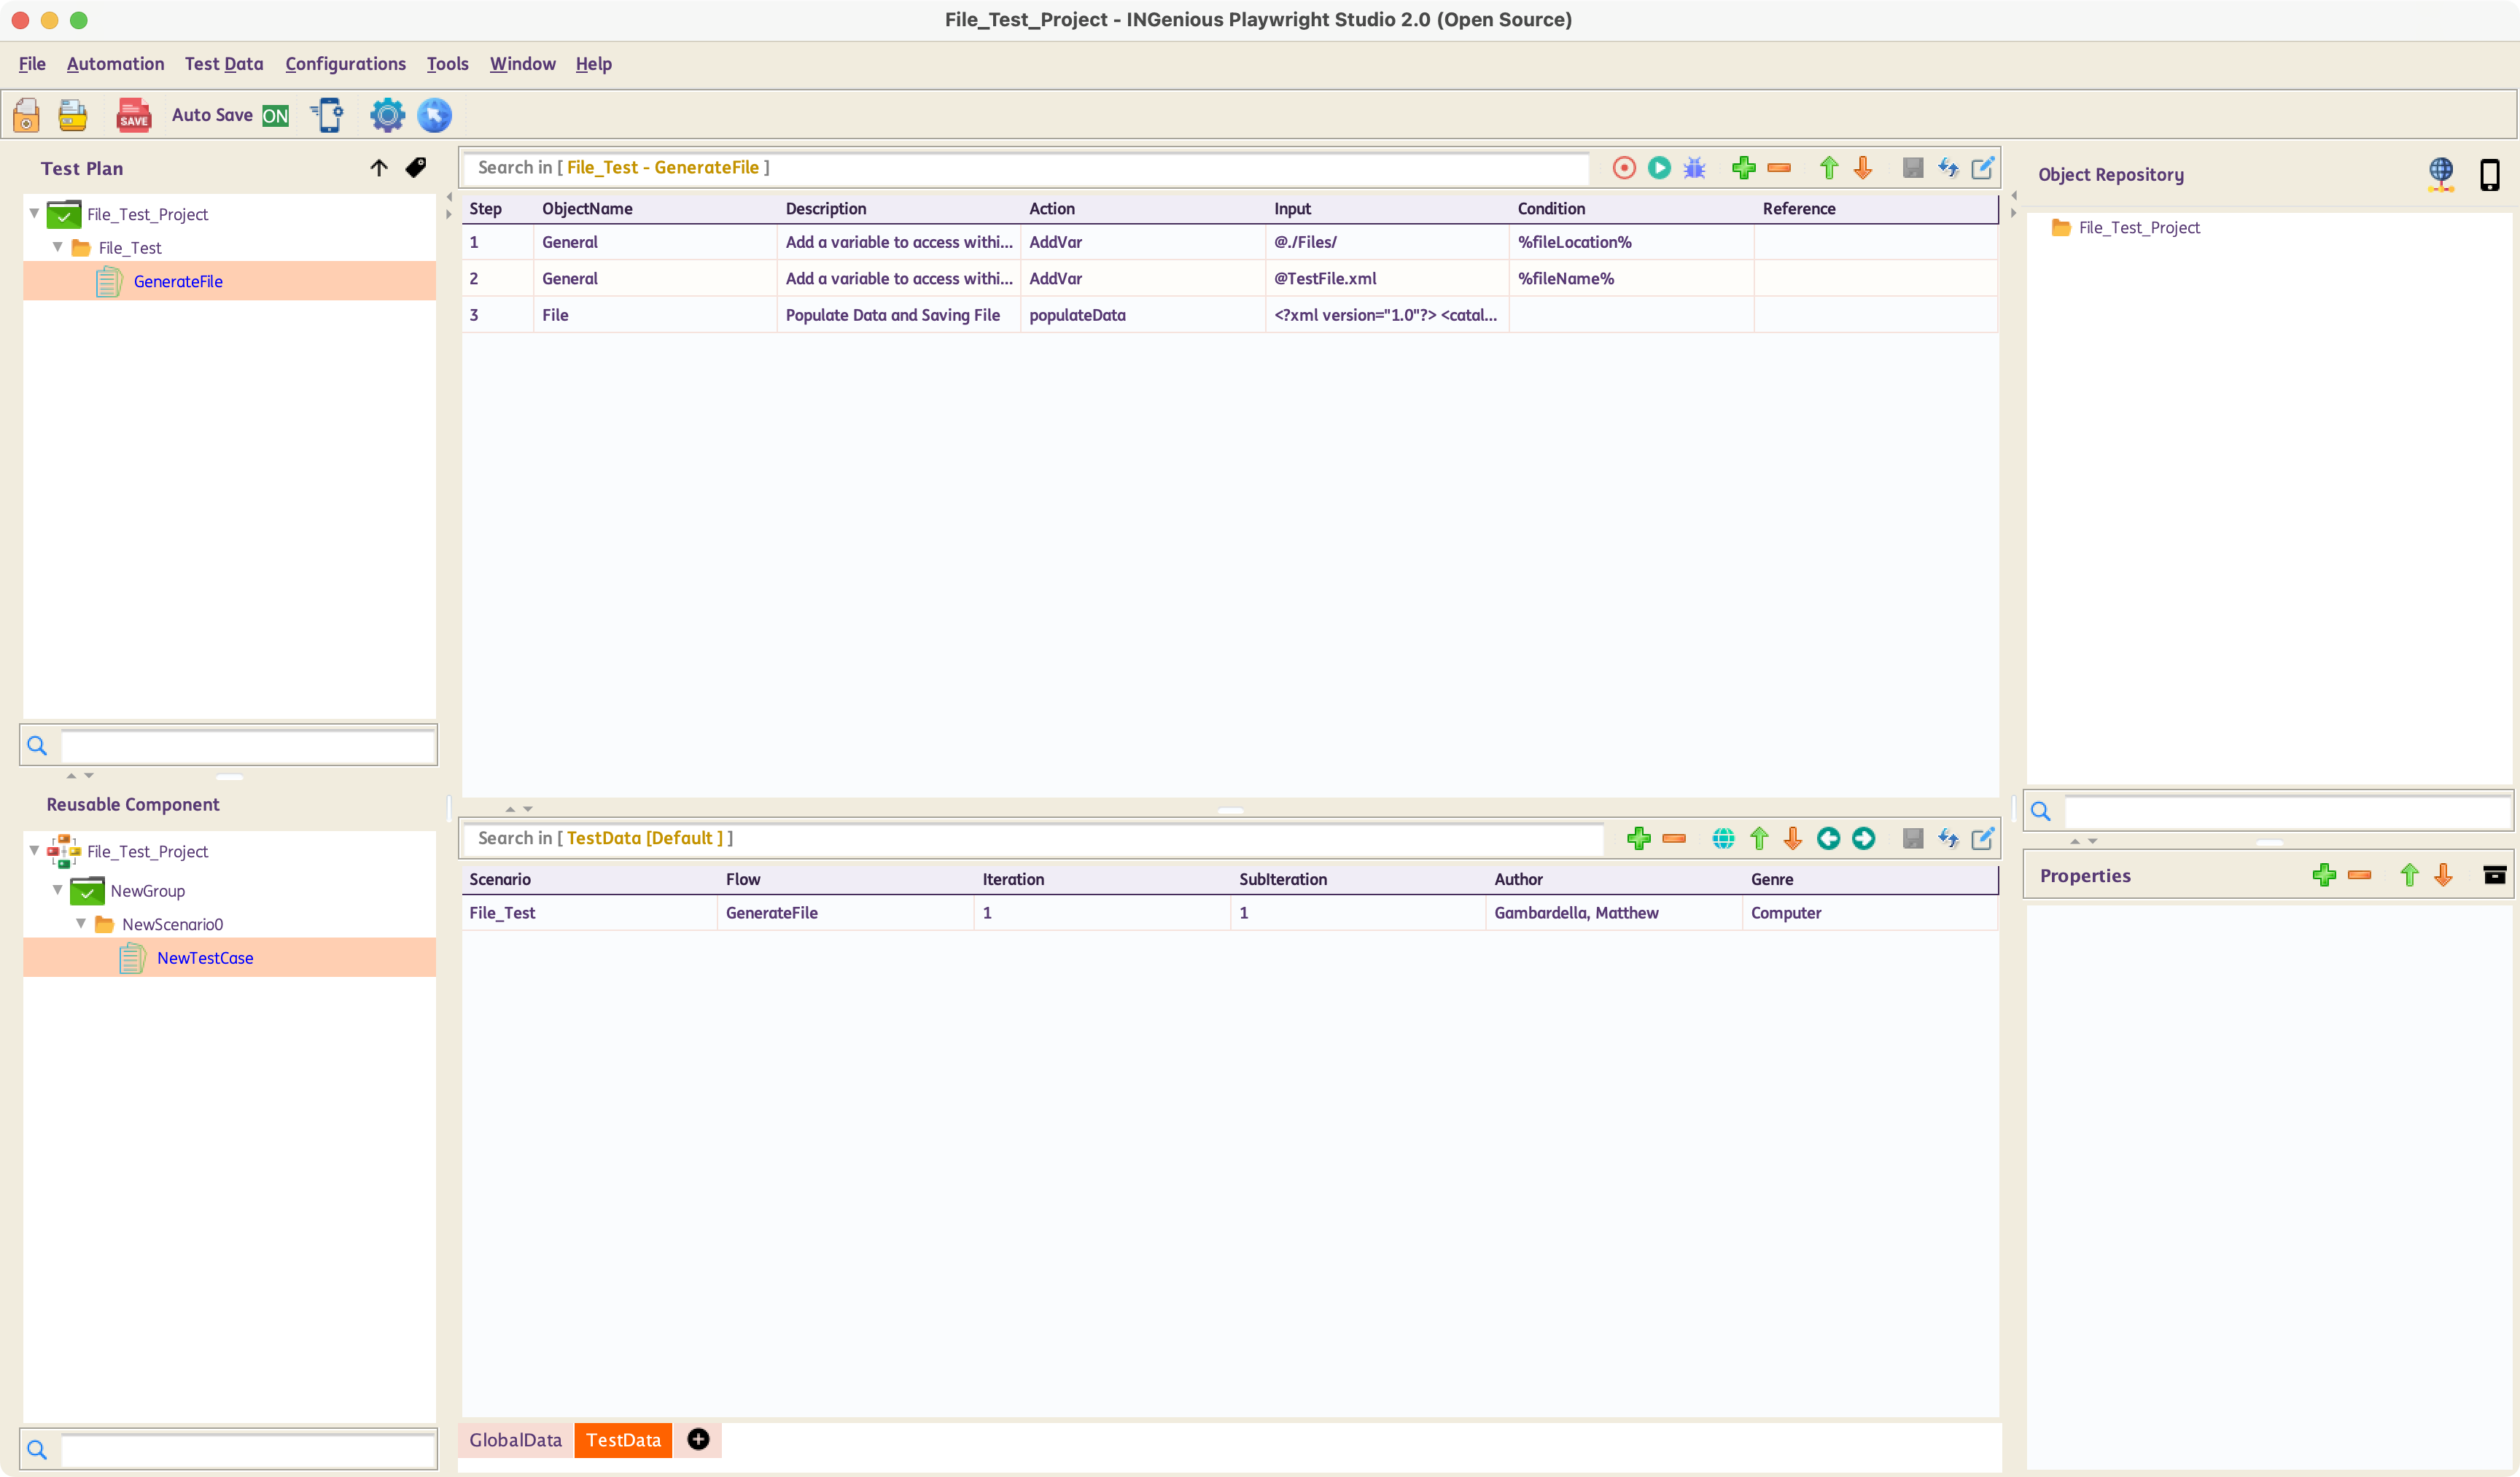 File_Test_Project - INGenious Playwright Studio 2.0 (Open Source)
File Automation Test Data Configurations Tools Window Help
SAVE Auto Save ON
Test Plan
File_Test_Project
File_Test
GenerateFile
Reusable Component
File_Test_Project
NewGroup
NewScenario0
NewTestCase
Search in [ File_Test - GenerateFile ]
Step ObjectName Description Action Input Condition Reference
1 General Add a variable to access withi... AddVar @./Files/ %fileLocation%
2 General Add a variable to access withi... AddVar @TestFile.xml %fileName%
3 File Populate Data and Saving File populateData <?xml version="1.0"?> <catal...
Search in [ TestData [Default ] ]
Scenario Flow Iteration SubIteration Author Genre
File_Test GenerateFile 1 1 Gambardella, Matthew Computer
GlobalData TestData
Object Repository
File_Test_Project
Properties